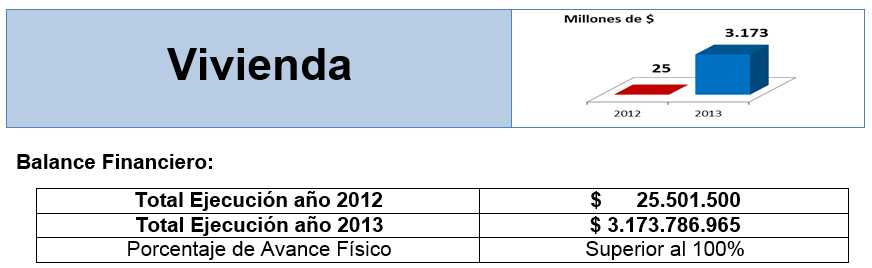 Vivienda
Millones de $
3.173
25
2012 2013
Balance Financiero:
Total Ejecución año 2012 $ 25.501.500
Total Ejecución año 2013 $ 3.173.786.965
Porcentaje de Avance Físico Superior al 100%